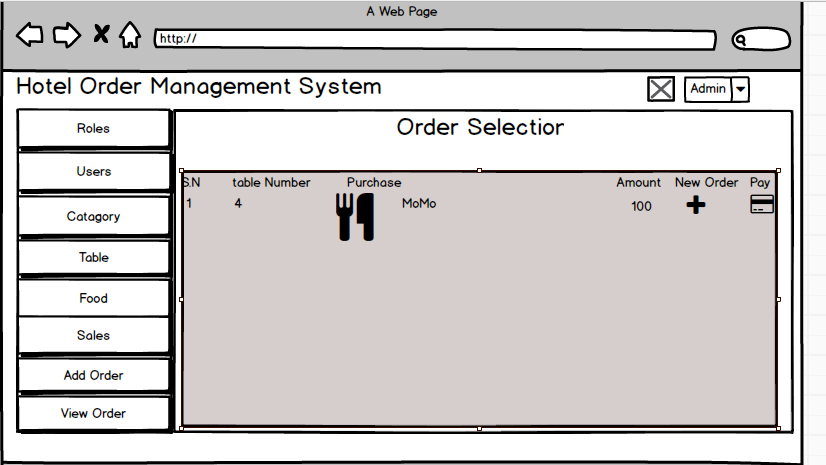 A Web Page
http://
Hotel Order Management System
Admin
Roles
Users
Catagory
Table
Food
Sales
Add Order
View Order
Order Selectior
S.N table Number Purchase Amount New Order Pay
1 4 MoMo 100